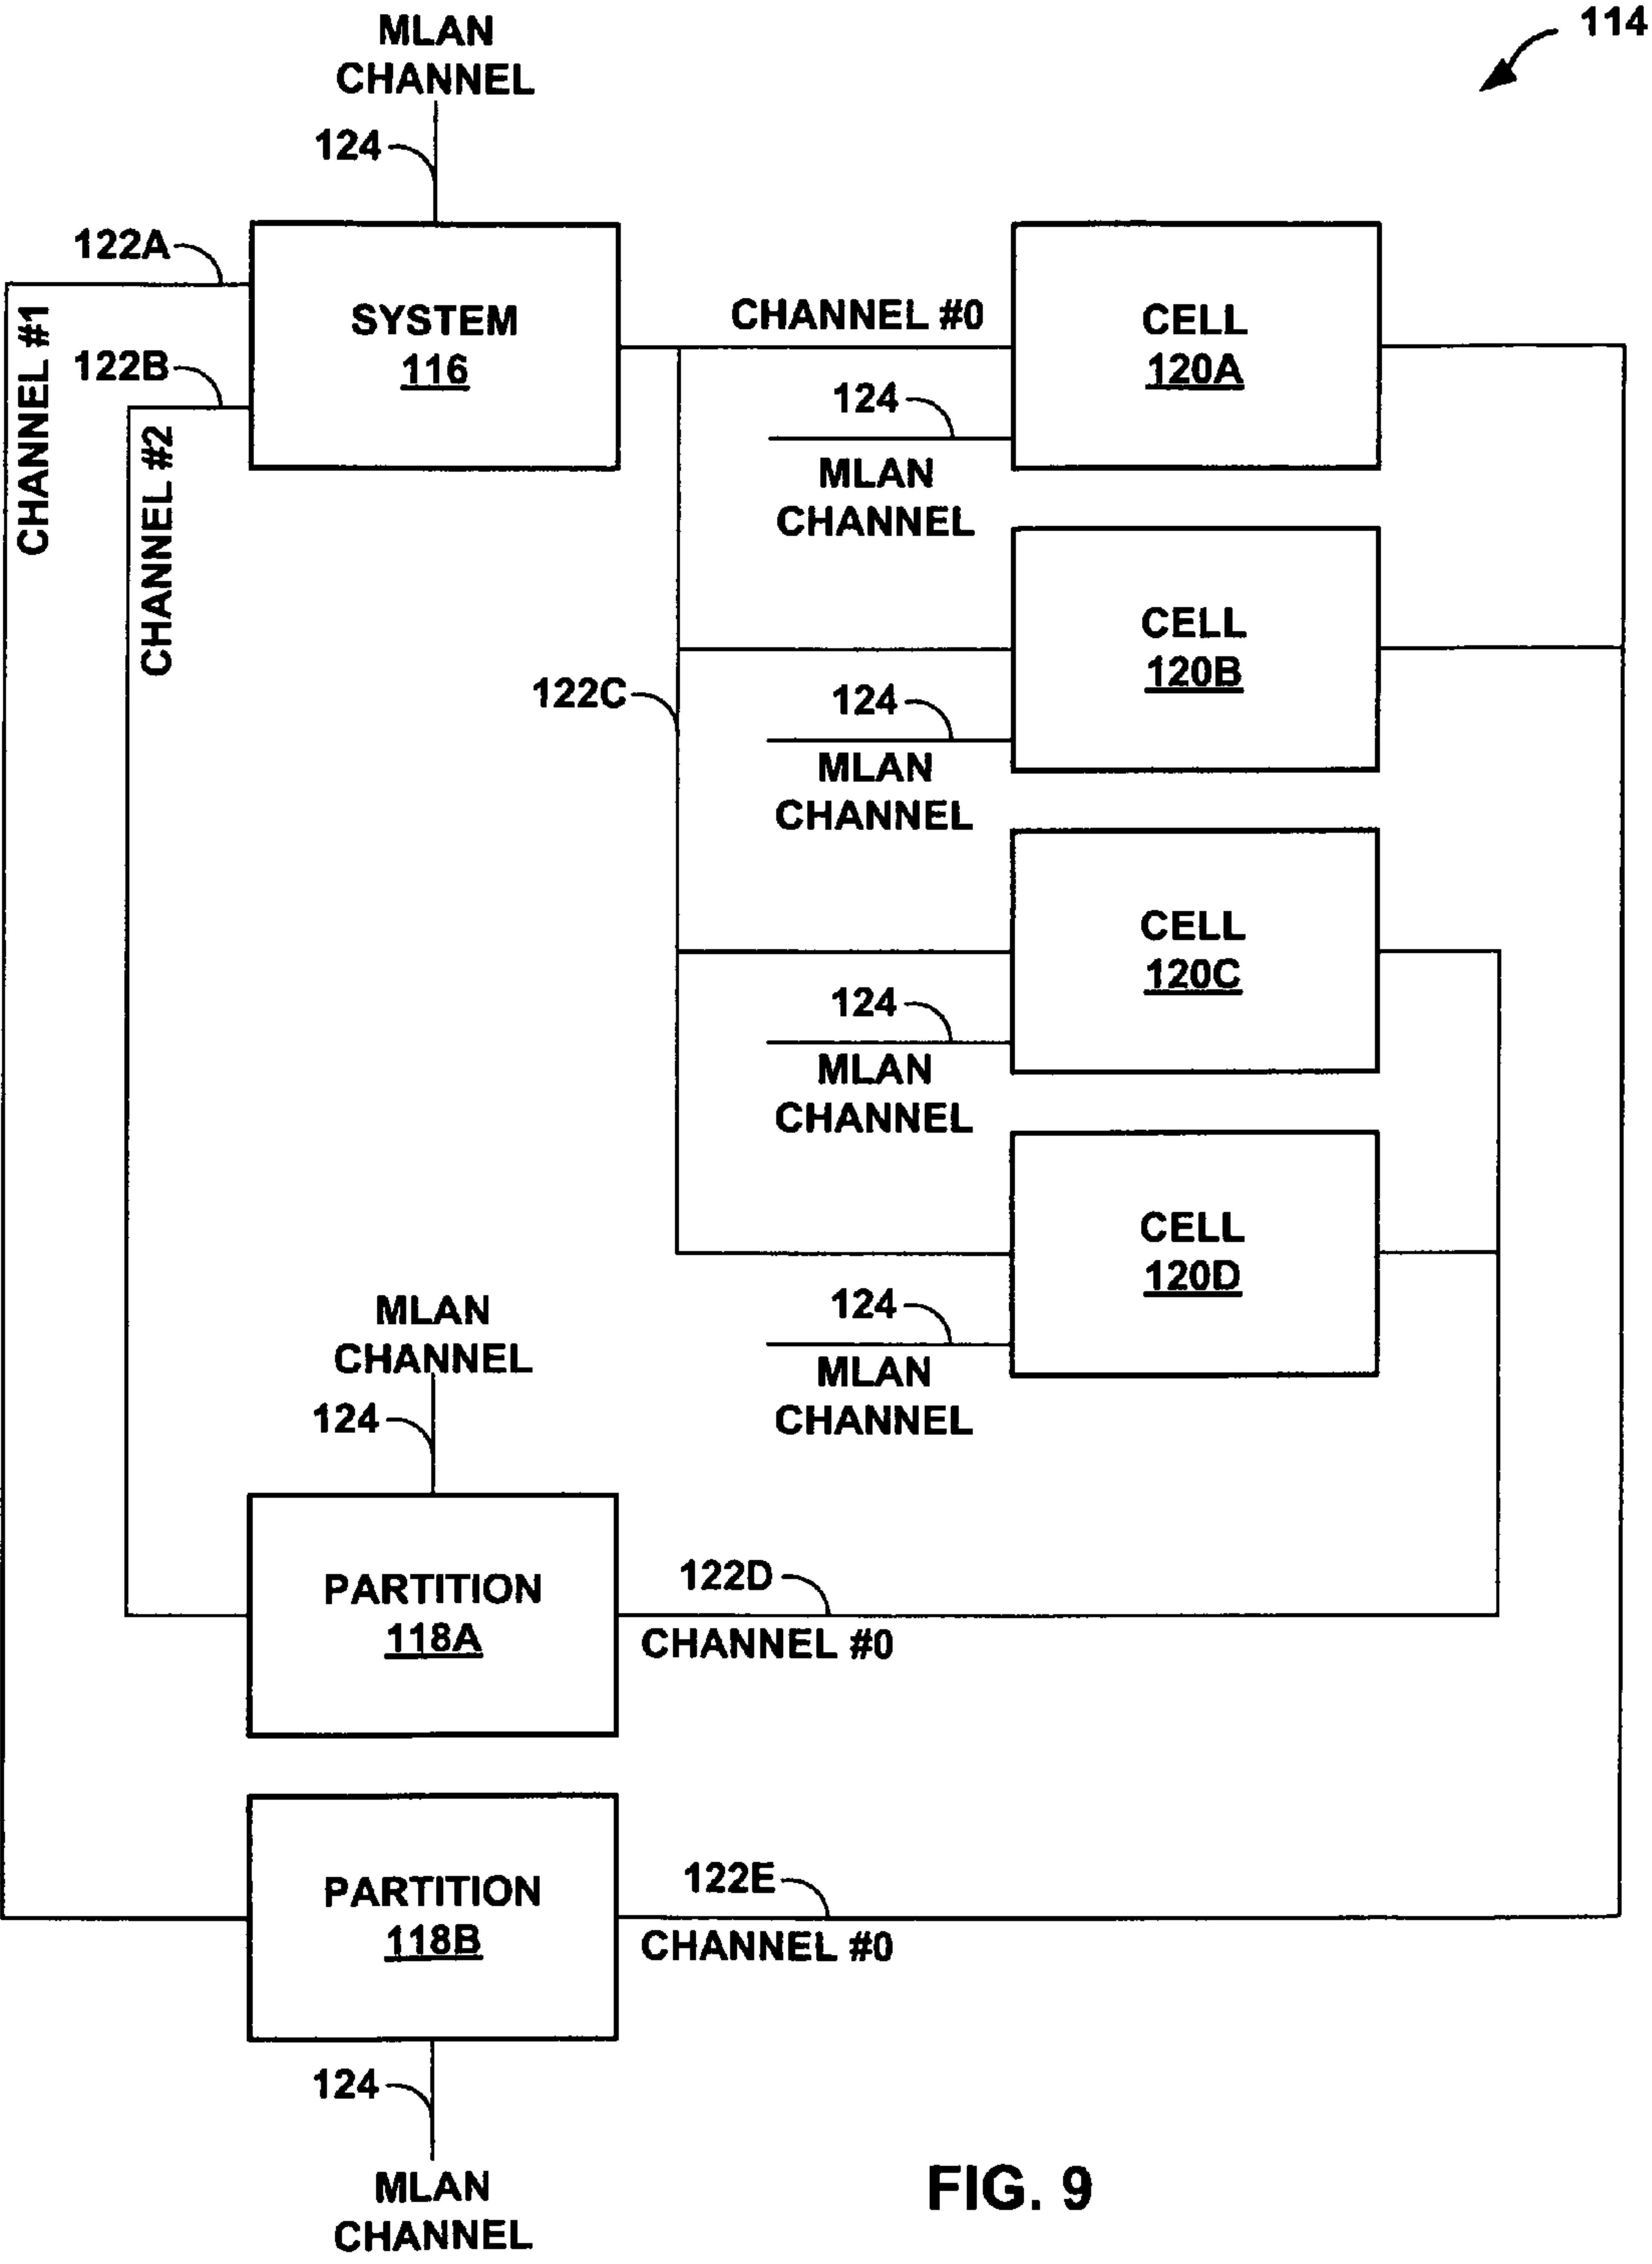 114
MLAN
CHANNEL
124
122A
SYSTEM
116
CHANNEL #0
CELL
120A
CHANNEL #1
122B
124
CHANNEL #2
MLAN
CHANNEL
CELL
120B
122C
124
MLAN
CHANNEL
CELL
120C
124
MLAN
CHANNEL
CELL
120D
124
MLAN
CHANNEL
MLAN
CHANNEL
124
PARTITION
118A
122D
CHANNEL #0
PARTITION
118B
122E
CHANNEL #0
124
MLAN
CHANNEL
FIG. 9